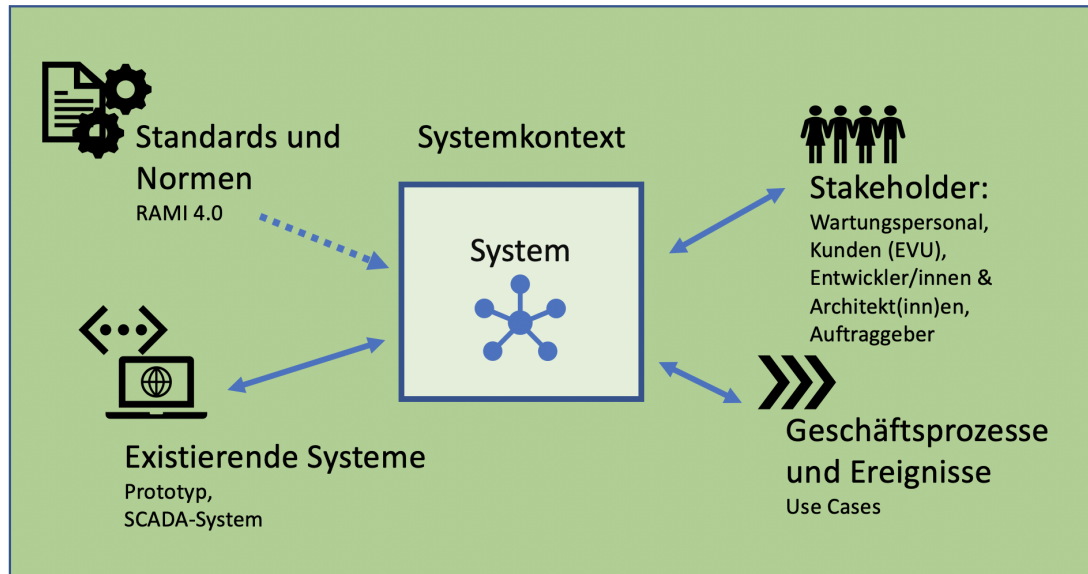 Standards und
Normen
RAMI 4.0
Systemkontext
System
Stakeholder:
Wartungspersonal,
Kunden (EVU),
Entwickler/innen &
Architekt(inn)en,
Auftraggeber
Existierende Systeme
Prototyp,
SCADA-System
Geschäftsprozesse
und Ereignisse
Use Cases